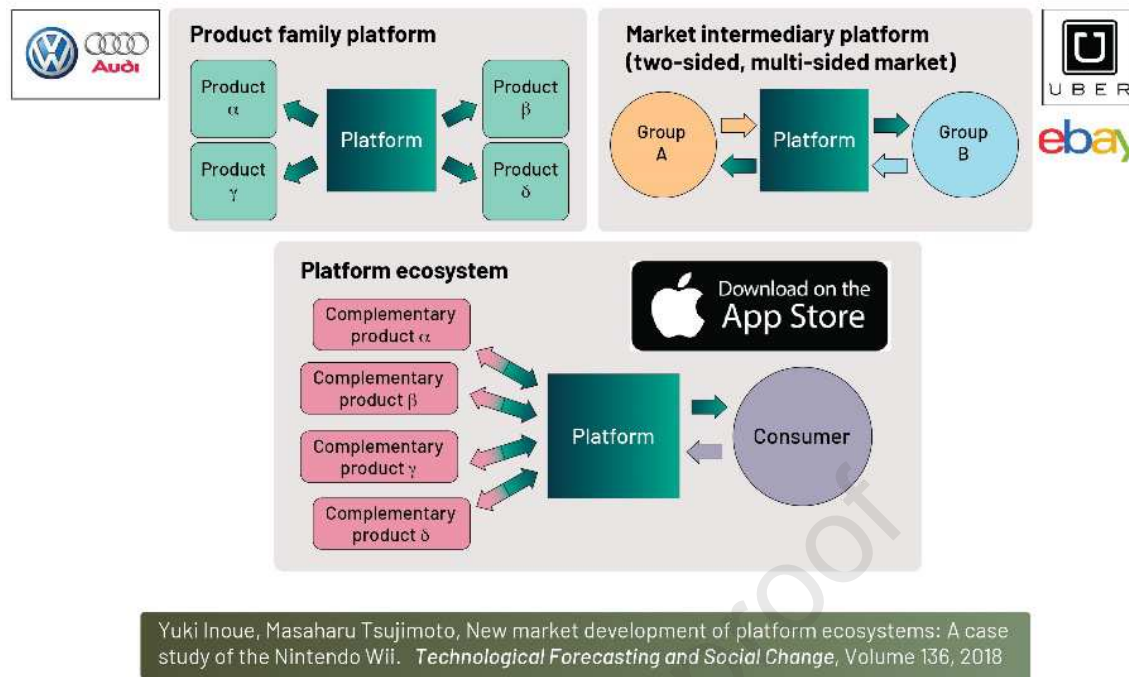 Audi
Product family platform
Product
α
Product
β
Platform
Product
γ
Product
δ
Market intermediary platform
(two-sided, multi-sided market)
Group
A
Platform
Group
B
UBER
ebay
Platform ecosystem
Download on the
App Store
Complementary
product α
Complementary
product β
Complementary
product γ
Complementary
product δ
Platform
Consumer
roof
Yuki Inoue, Masaharu Tsujimoto, New market development of platform ecosystems: A case
study of the Nintendo Wii. Technological Forecasting and Social Change, Volume 136, 2018